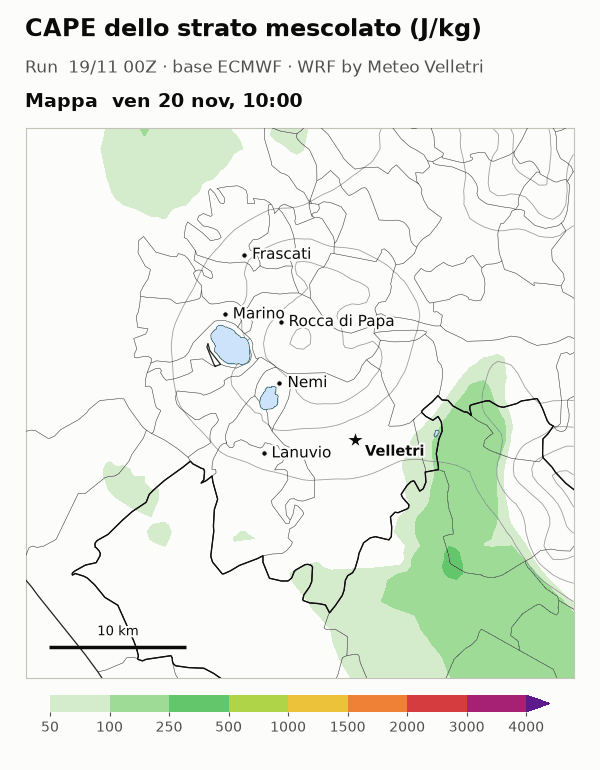 CAPE dello strato mescolato (J/kg)
Run  19/11 00Z · base ECMWF · WRF by Meteo Velletri
Mappa  ven 20 nov, 10:00
Frascati
Marino
Rocca di Papa
Nemi
Velletri
Lanuvio
10 km
50 100 250 500 1000 1500 2000 3000 4000